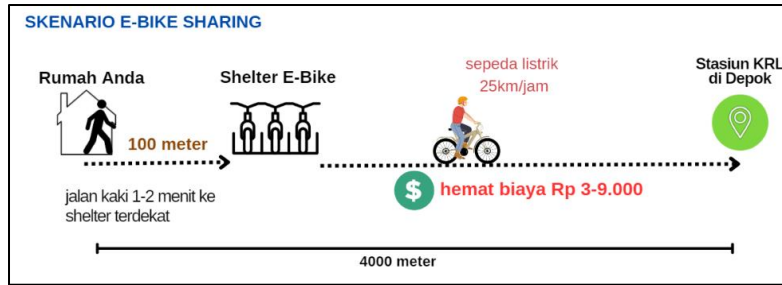 SKENARIO E-BIKE SHARING
Rumah Anda
Shelter E-Bike
sepeda listrik
25km/jam
Stasiun KRL
di Depok
100 meter
jalan kaki 1-2 menit ke
shelter terdekat
$ hemat biaya Rp 3-9.000
4000 meter